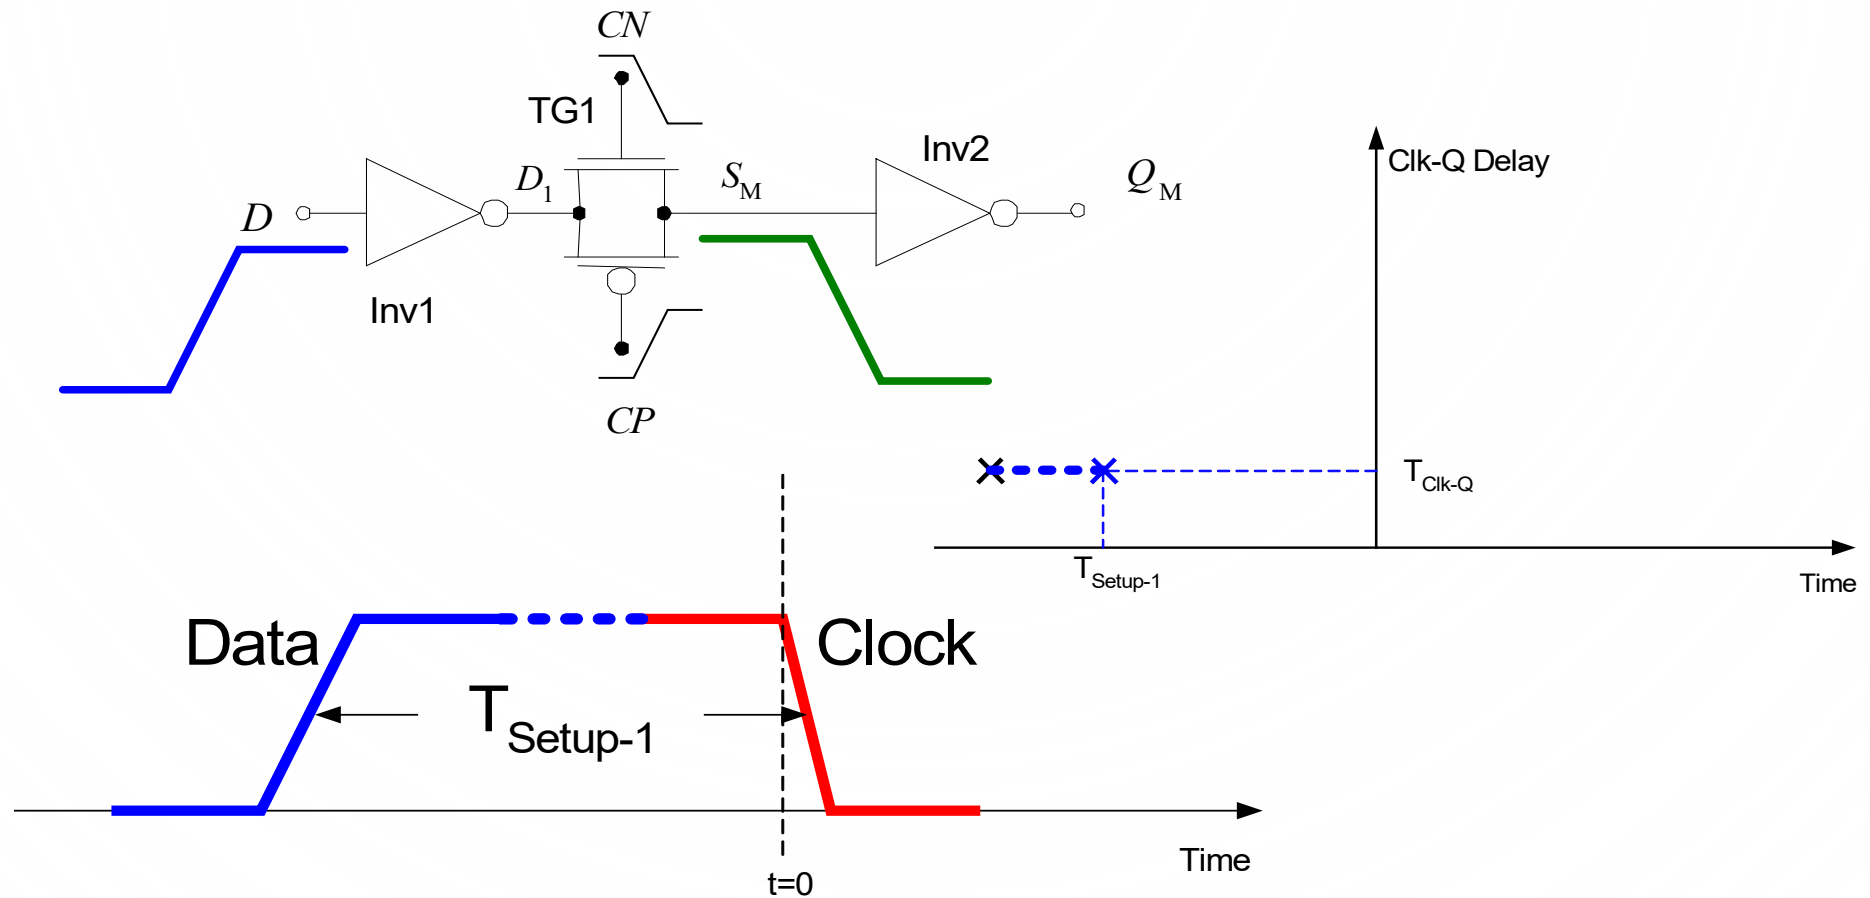 CN
TG1
Inv2
D
D1
SM
QM
Inv1
CP
Clk-Q Delay
TClk-Q
TSetup-1
Time
Data
Clock
TSetup-1
Time
t=0